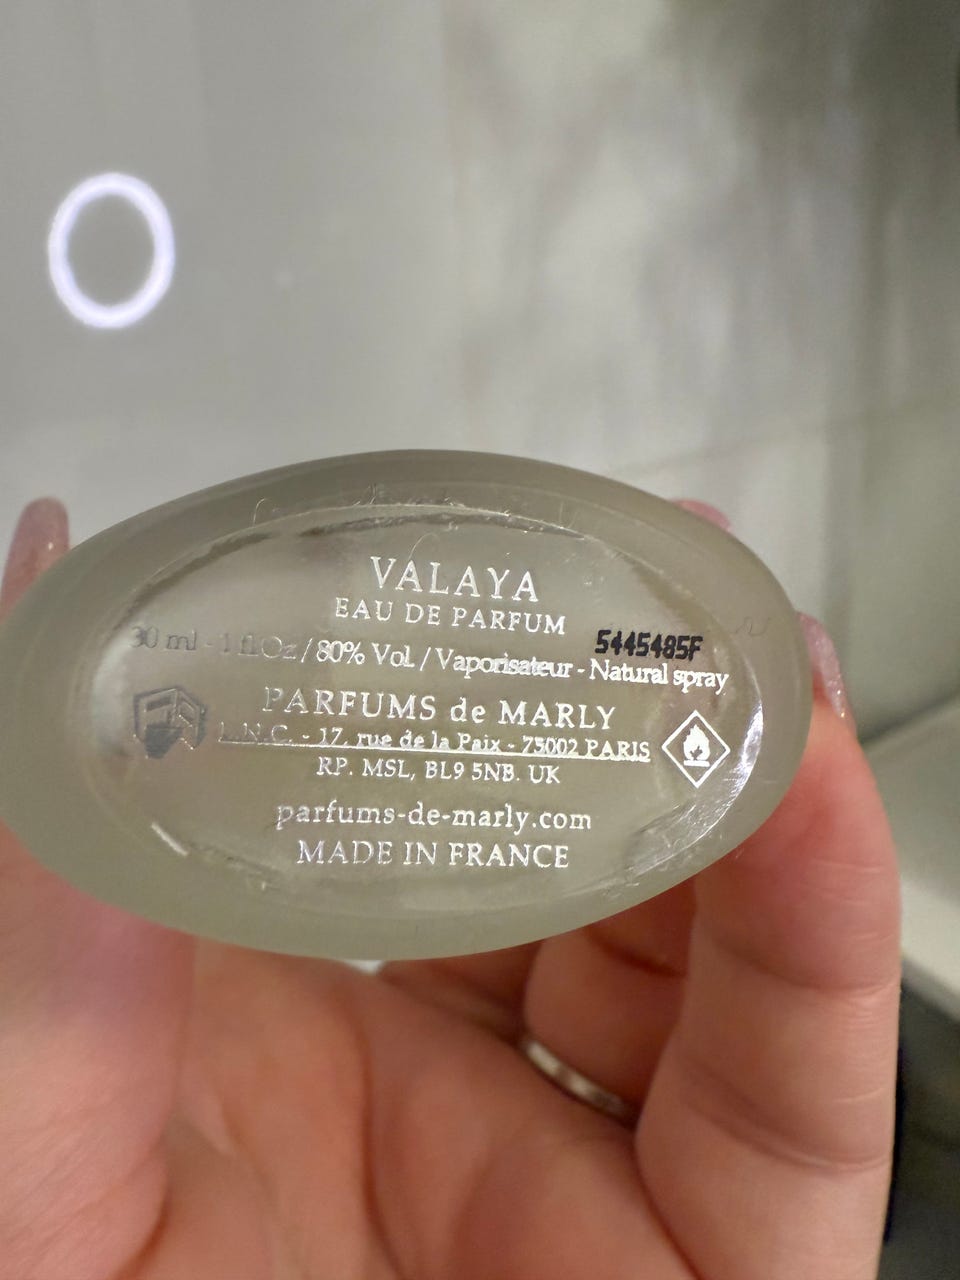 VALAYA
EAU DE PARFUM
5445485F
30 ml - 1 fl Oz / 80% Vol. / Vaporisateur - Natural spray
PARFUMS de MARLY
L.N.C. - 17, rue de la Paix - 75002 PARIS
RP. MSL, BL9 5NB. UK
parfums-de-marly.com
MADE IN FRANCE